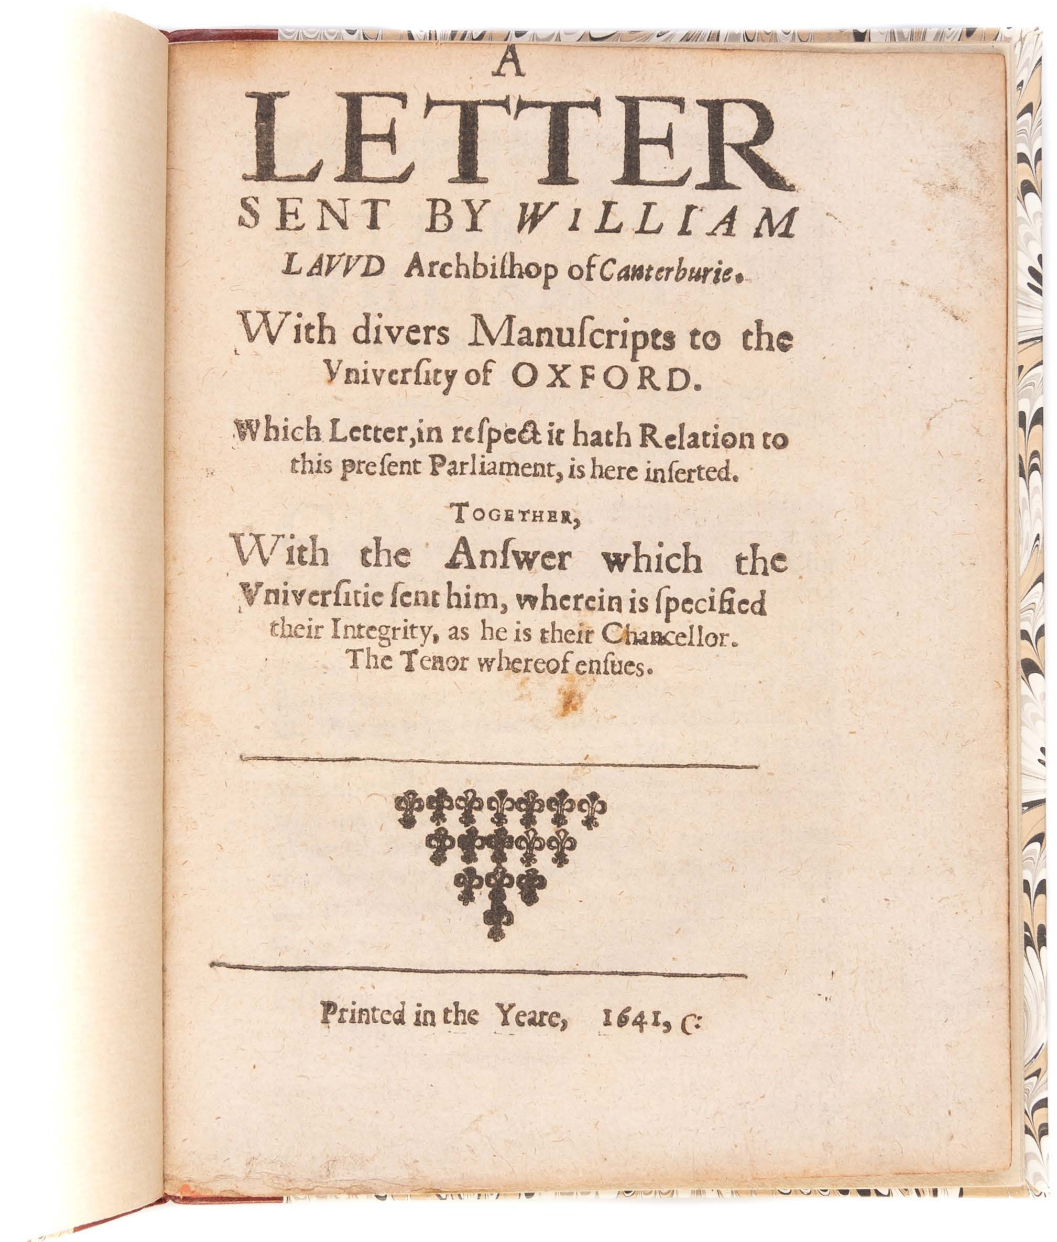 A
LETTER
SENT BY WiLLIAM
LAVVD Archbiſhop of Canterburie.
With divers Manuſcripts to the
Vniverſity of OXFORD.
Which Letter, in reſpect it hath Relation to
this preſent Parliament, is here inſerted.
TOGETHER,
With the Anſwer which the
Vniverſitie ſent him, wherein is ſpecified
their Integrity, as he is their Chancellor.
The Tenor whereof enſues.
Printed in the Yeare, 1641,